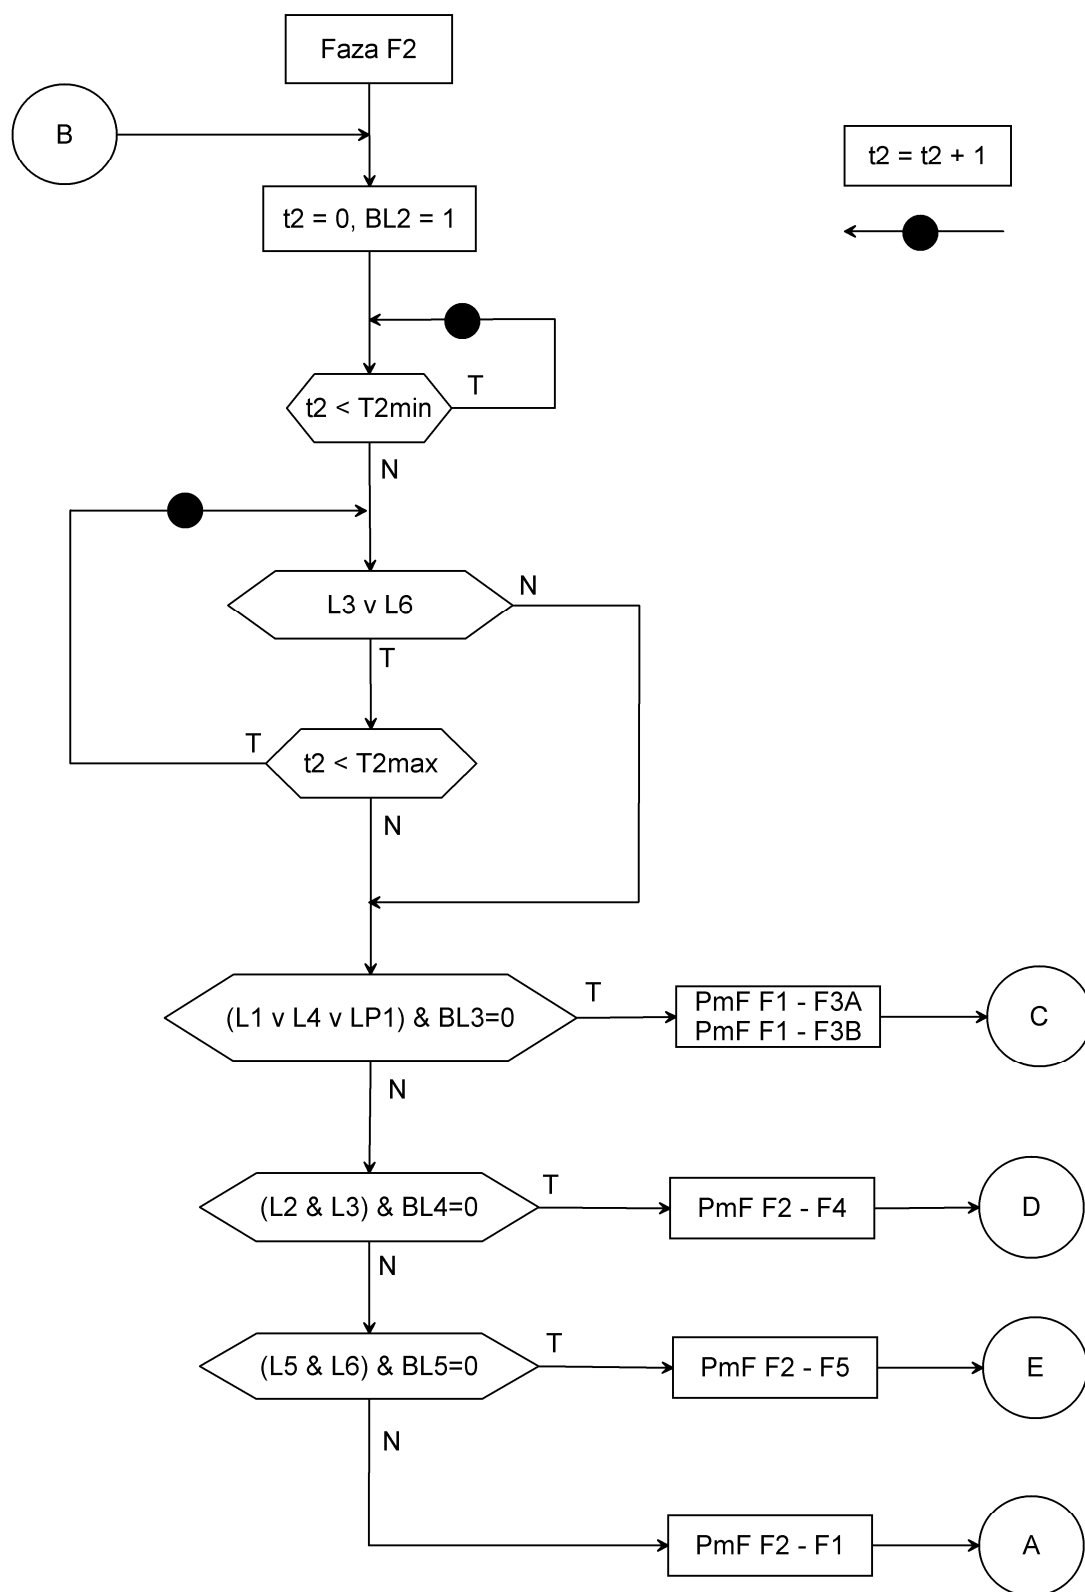 Faza F2
B
t2 = t2 + 1
t2 = 0, BL2 = 1
t2 < T2min
T
N
L3 v L6
N
T
t2 < T2max
T
N
(L1 v L4 v LP1) & BL3=0
T
PmF F1 - F3A
PmF F1 - F3B
C
N
(L2 & L3) & BL4=0
T
PmF F2 - F4
D
N
(L5 & L6) & BL5=0
T
PmF F2 - F5
E
N
PmF F2 - F1
A